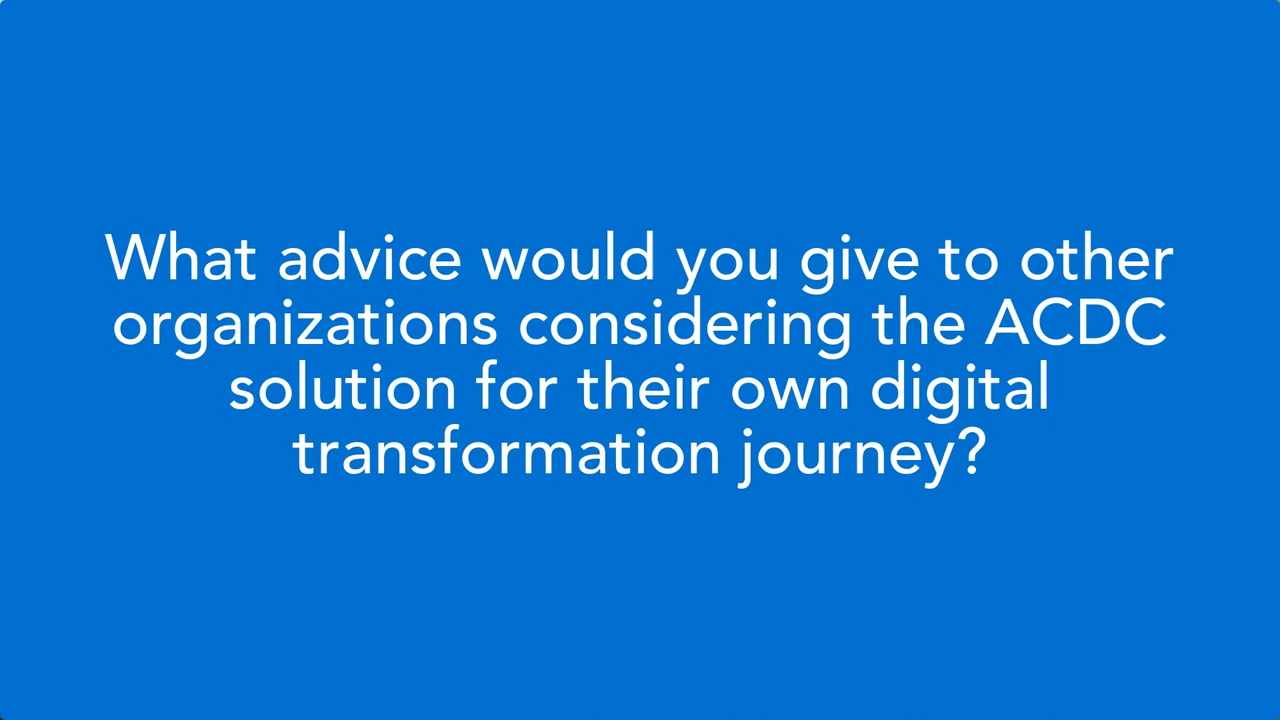 What advice would you give to other
organizations considering the ACDC
solution for their own digital
transformation journey?